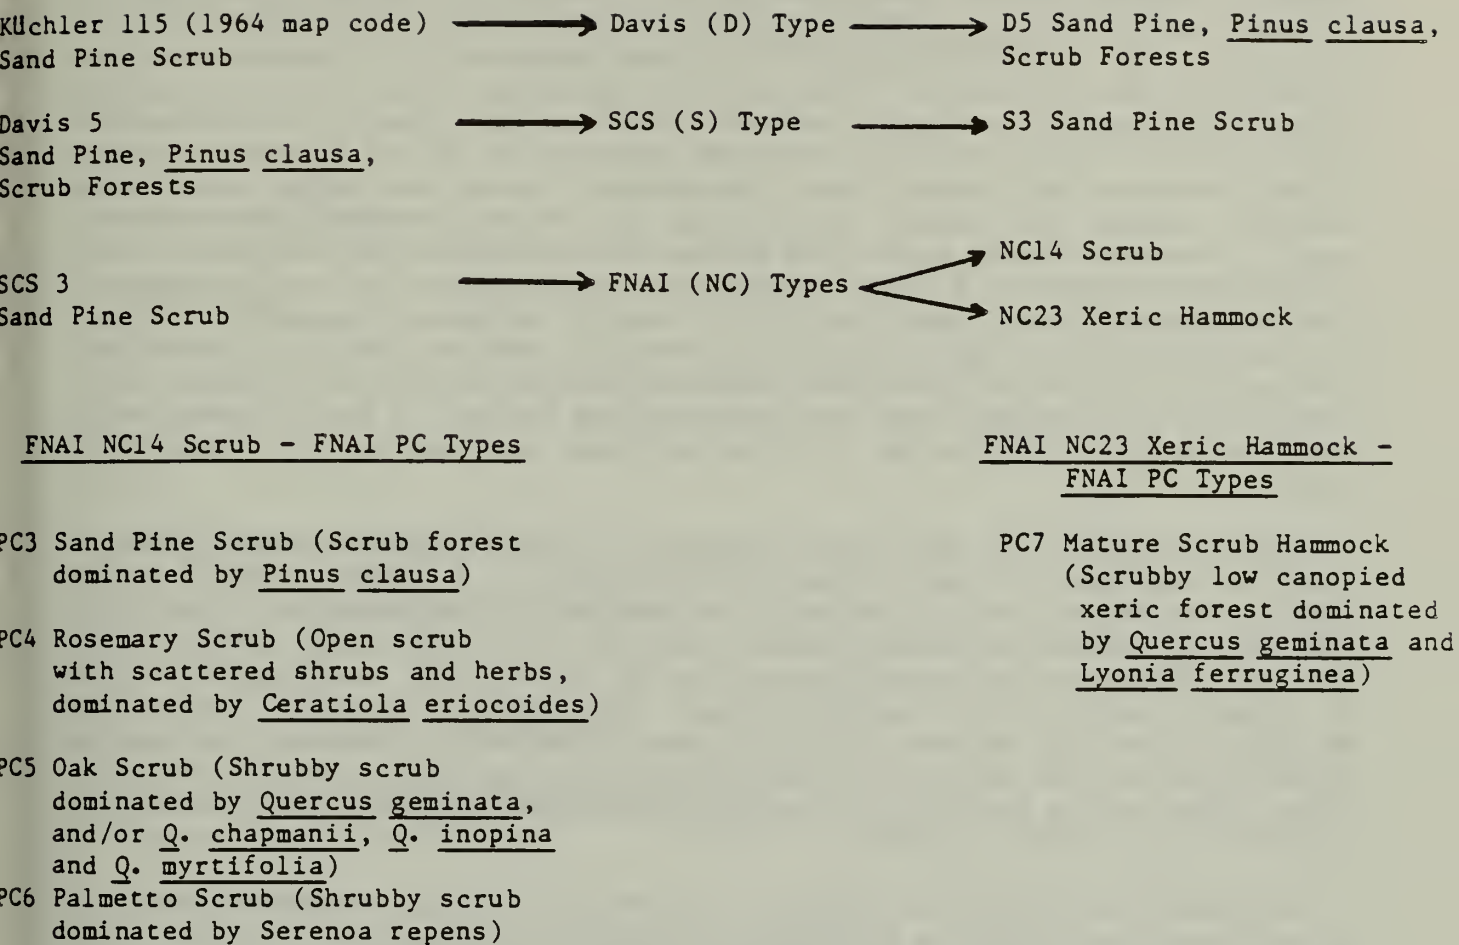 Küchler 115 (1964 map code) Davis (D) Type D5 Sand Pine, Pinus clausa,
Sand Pine Scrub Scrub Forests
Davis 5 SCS (S) Type S3 Sand Pine Scrub
Sand Pine, Pinus clausa,
Scrub Forests
NC14 Scrub
SCS 3 FNAI (NC) Types
Sand Pine Scrub NC23 Xeric Hammock
FNAI NC14 Scrub - FNAI PC Types
PC3 Sand Pine Scrub (Scrub forest
dominated by Pinus clausa)
PC4 Rosemary Scrub (Open scrub
with scattered shrubs and herbs,
dominated by Ceratiola eriocoides)
PC5 Oak Scrub (Shrubby scrub
dominated by Quercus geminata,
and/or Q. chapmanii, Q. inopina
and Q. myrtifolia)
PC6 Palmetto Scrub (Shrubby scrub
dominated by Serenoa repens)
FNAI NC23 Xeric Hammock -
FNAI PC Types
PC7 Mature Scrub Hammock
(Scrubby low canopied
xeric forest dominated
by Quercus geminata and
Lyonia ferruginea)